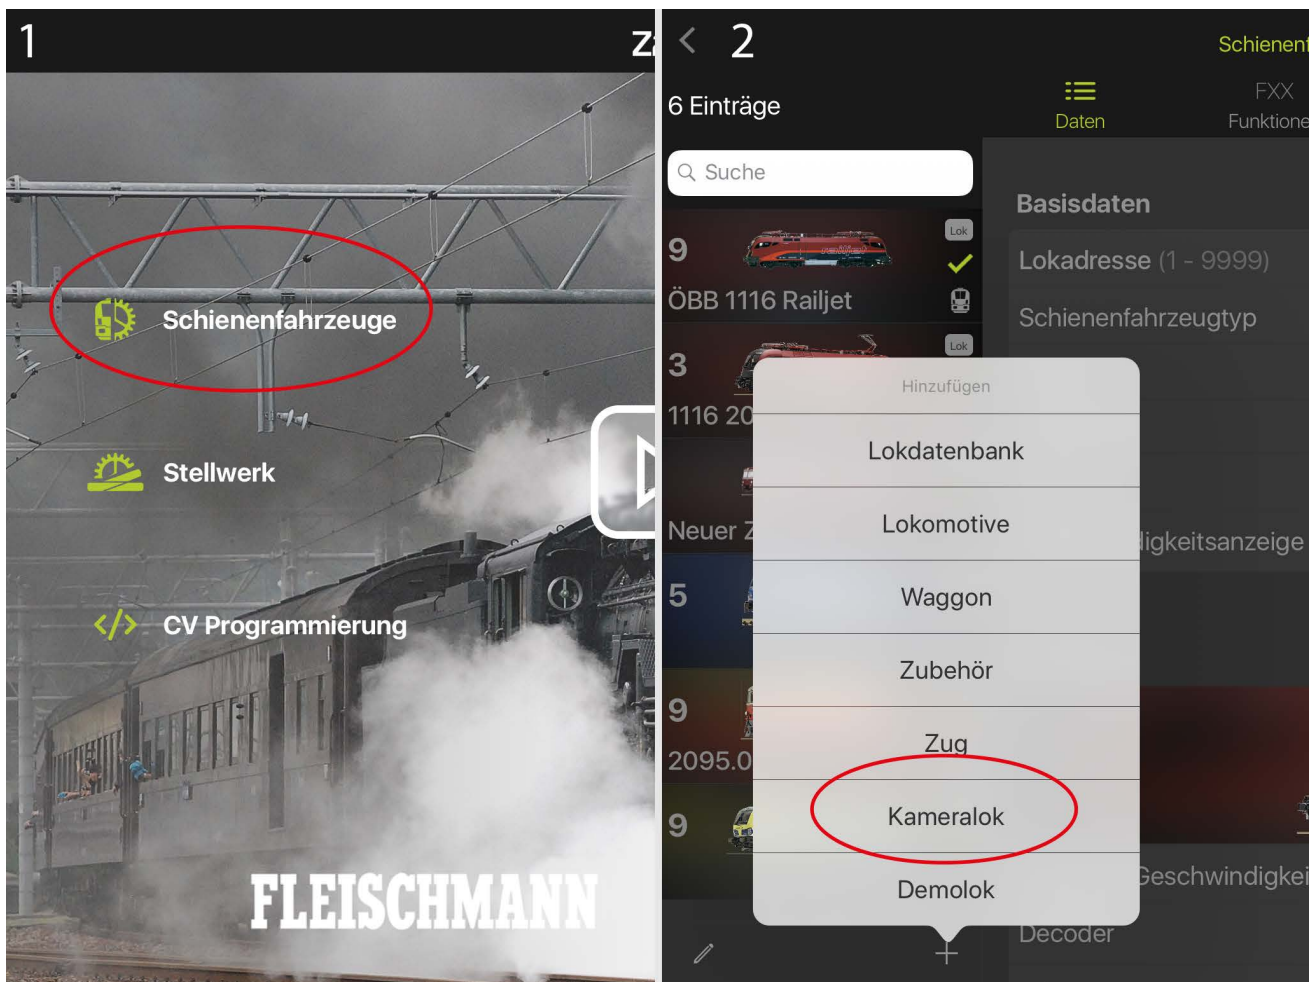 1
Schienenfahrzeuge
Stellwerk
</> CV Programmierung
FLEISCHMANN
2
6 Einträge
Daten
FXX
Suche
Basisdaten
9
Lok
Lokadresse (1 - 9999)
ÖBB 1116 Railjet
Schienenfahrzeugtyp
railjet
3
Lok
1116 20
Hinzufügen
Lokdatenbank
Lokomotive
Neuer Z
igkeitsanzeige
5
Waggon
Zubehör
9
2095.0
Zug
Kameralok
9
Demolok
Geschwindigkei
Decoder